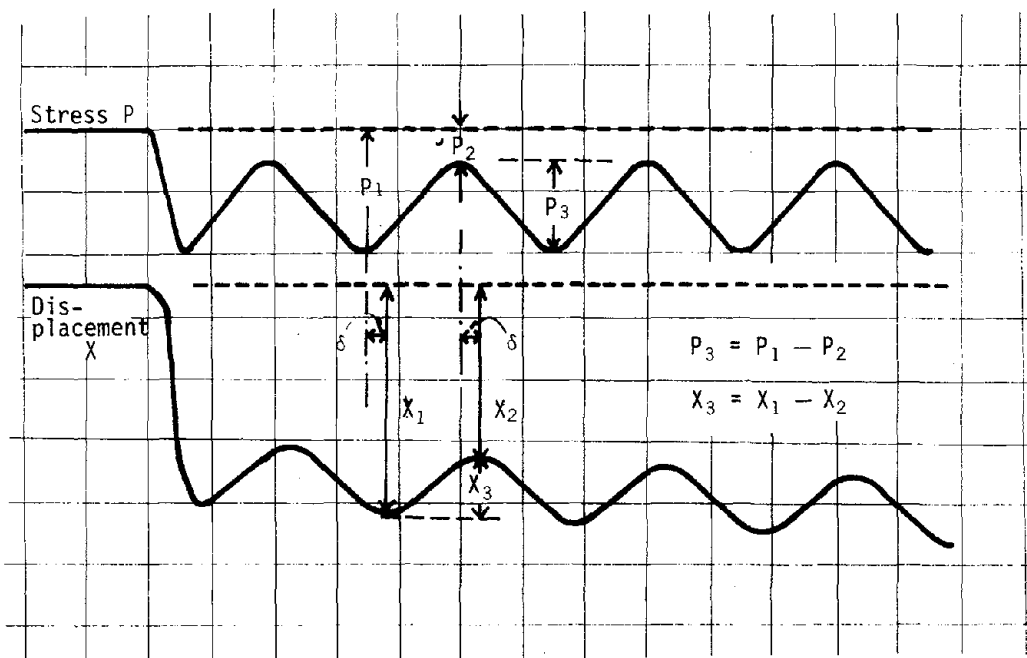 Stress P
P₂
P₁
P₃
Dis-
placement
X
δ
δ
P₃ = P₁ − P₂
X₃ = X₁ − X₂
X₁
X₂
X₃